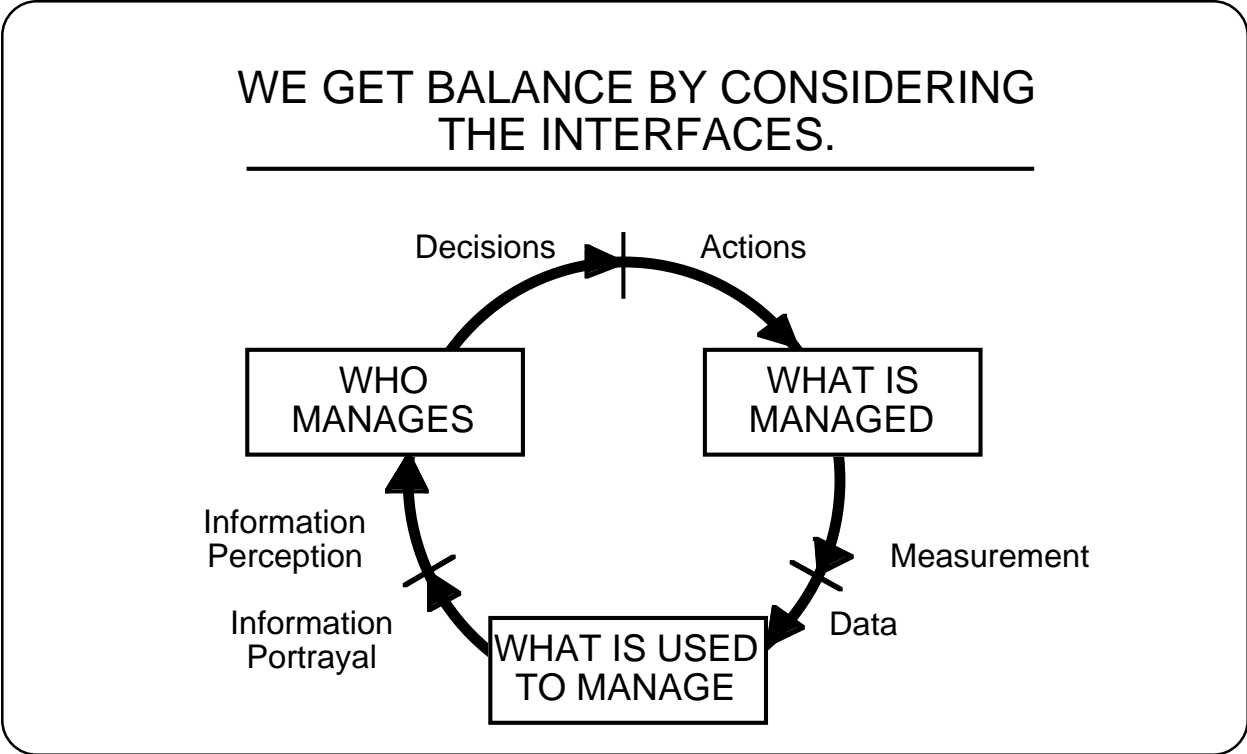 WE GET BALANCE BY CONSIDERING
THE INTERFACES.
Decisions
Actions
WHO
MANAGES
WHAT IS
MANAGED
Information
Perception
Measurement
Information
Portrayal
Data
WHAT IS USED
TO MANAGE